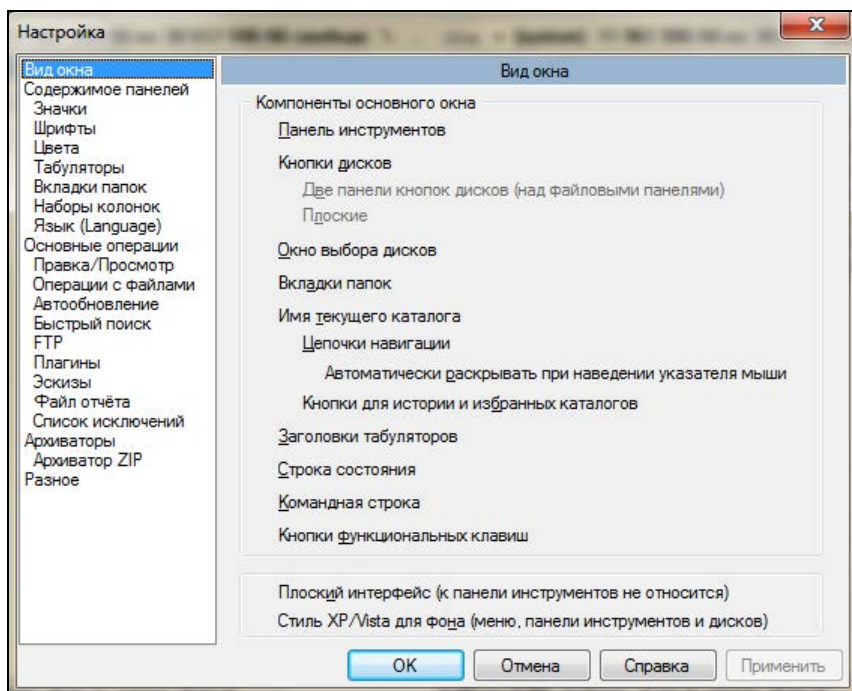 Настройка
Вид окна
Содержимое панелей
Значки
Шрифты
Цвета
Табуляторы
Вкладки папок
Наборы колонок
Язык (Language)
Основные операции
Правка/Просмотр
Операции с файлами
Автообновление
Быстрый поиск
FTP
Плагины
Эскизы
Файл отчёта
Список исключений
Архиваторы
Архиватор ZIP
Разное
Вид окна
Компоненты основного окна
Панель инструментов
Кнопки дисков
Две панели кнопок дисков (над файловыми панелями)
Плоские
Окно выбора дисков
Вкладки папок
Имя текущего каталога
Цепочки навигации
Автоматически раскрывать при наведении указателя мыши
Кнопки для истории и избранных каталогов
Заголовки табуляторов
Строка состояния
Командная строка
Кнопки функциональных клавиш
Плоский интерфейс (к панели инструментов не относится)
Стиль XP/Vista для фона (меню, панели инструментов и дисков)
OK
Отмена
Справка
Применить